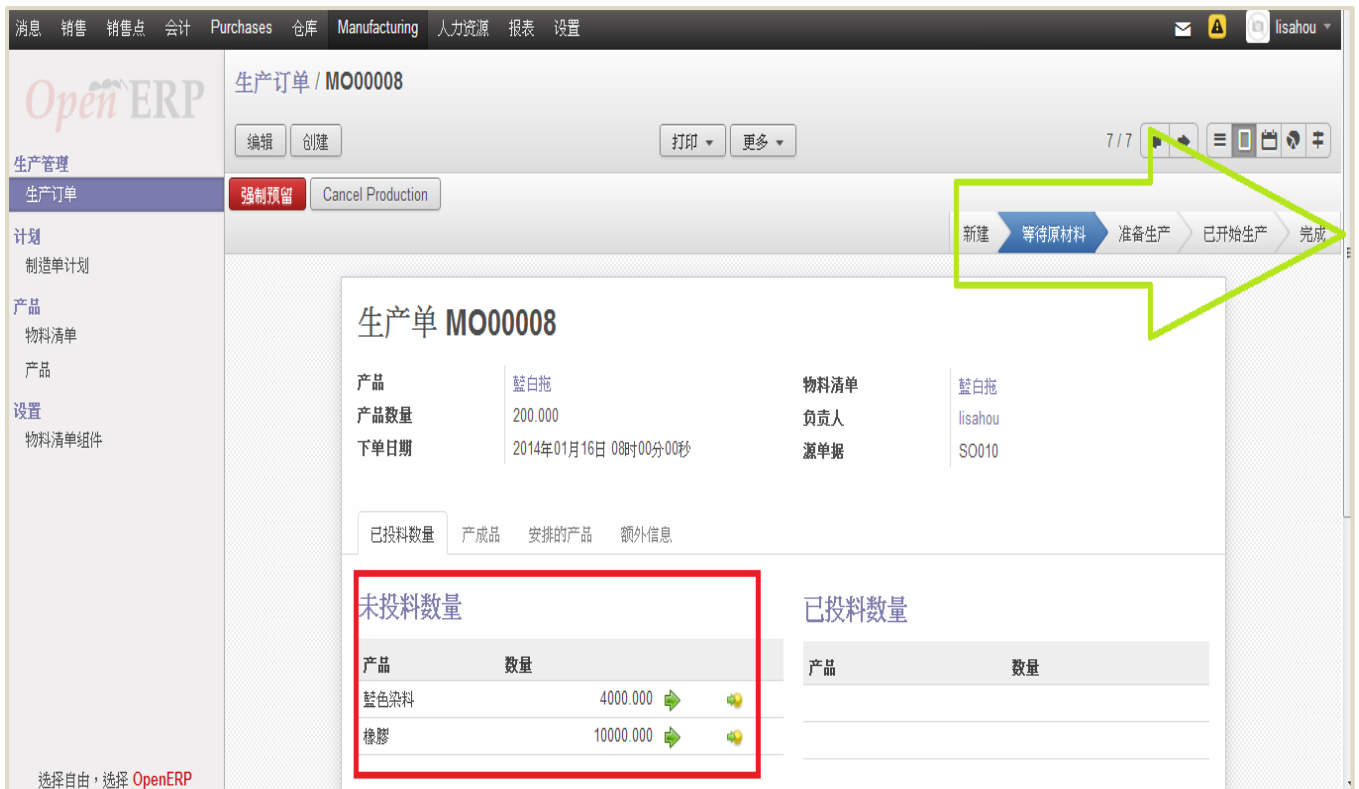 消息 销售 销售点 会计 Purchases 仓库 Manufacturing 人力资源 报表 设置 lisahou
OpenERP
生产订单 / MO00008
编辑 创建 打印 更多 7 / 7
生产管理
生产订单
强制预留 Cancel Production
计划
新建 等待原材料 准备生产 已开始生产 完成
制造单计划
产品
物料清单
产品
设置
物料清单组件
生产单 MO00008
产品 藍白拖 物料清单 藍白拖
产品数量 200.000 负责人 lisahou
下单日期 2014年01月16日 08时00分00秒 源单据 SO010
已投料数量 产成品 安排的产品 额外信息
未投料数量 已投料数量
产品 数量 产品 数量
藍色染料 4000.000
橡膠 10000.000
选择自由，选择 OpenERP